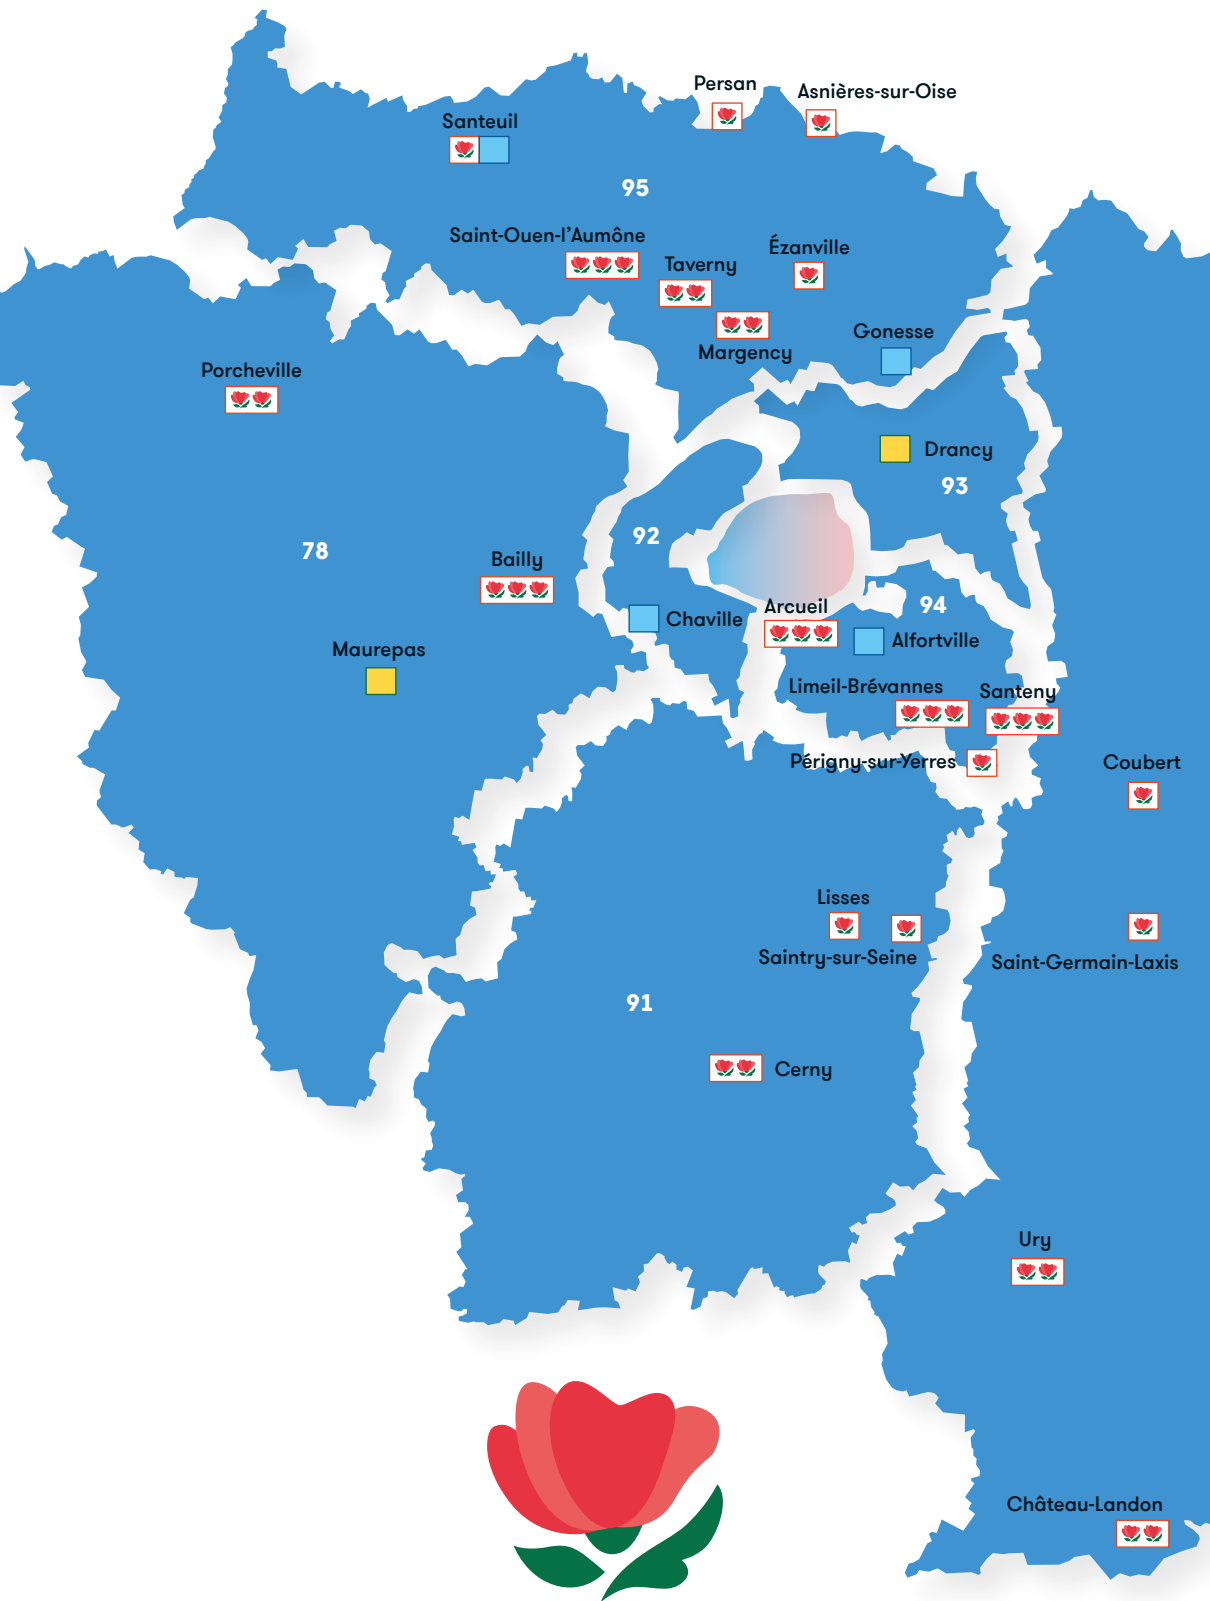 Persan
Asnières-sur-Oise
Santeuil
95
Saint-Ouen-l'Aumône
Ézanville
Taverny
Gonesse
Margency
Porcheville
Drancy
93
92
78
Bailly
Arcueil
94
Chaville
Alfortville
Maurepas
Limeil-Brévannes
Santeny
Périgny-sur-Yerres
Coubert
Lisses
Saintry-sur-Seine
Saint-Germain-Laxis
91
Cerny
Ury
Château-Landon